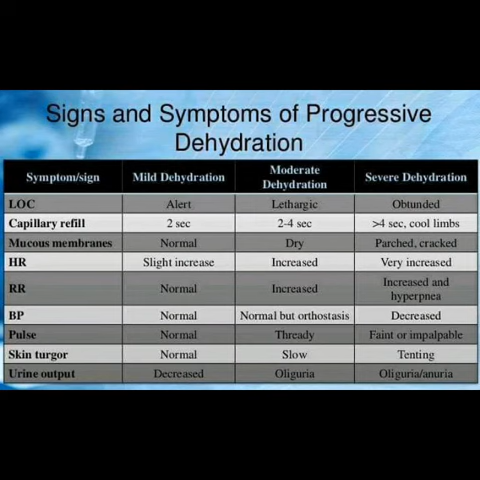 Signs and Symptoms of Progressive
Dehydration
Symptom/sign Mild Dehydration Moderate Dehydration Severe Dehydration
LOC Alert Lethargic Obtunded
Capillary refill 2 sec 2-4 sec >4 sec, cool limbs
Mucous membranes Normal Dry Parched, cracked
HR Slight increase Increased Very increased
RR Normal Increased Increased and hyperpnea
BP Normal Normal but orthostasis Decreased
Pulse Normal Thready Faint or impalpable
Skin turgor Normal Slow Tenting
Urine output Decreased Oliguria Oliguria/anuria